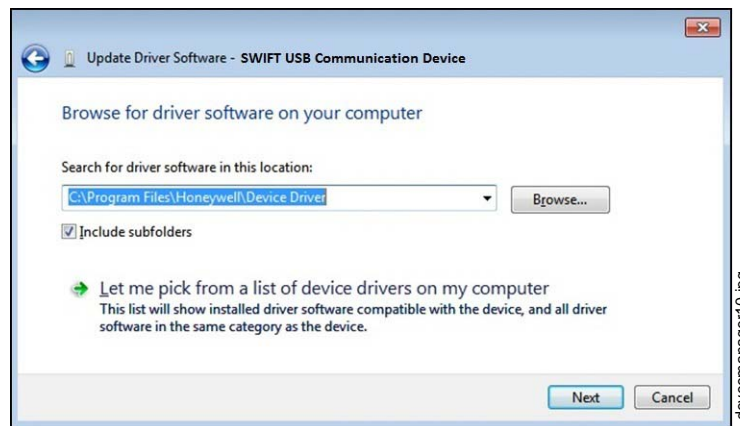 Update Driver Software - SWIFT USB Communication Device
Browse for driver software on your computer
Search for driver software in this location:
C:\Program Files\Honeywell\Device Driver
Browse...
Include subfolders
Let me pick from a list of device drivers on my computer
This list will show installed driver software compatible with the device, and all driver
software in the same category as the device.
Next
Cancel